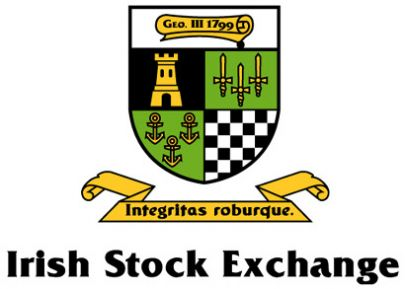 Geo. III 1799
Integritas roburque.
Irish Stock Exchange